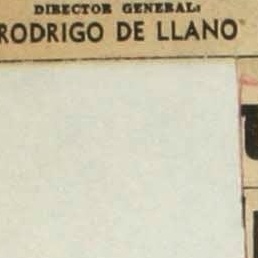 DIRECTOR GENERAL:
RODRIGO DE LLANO